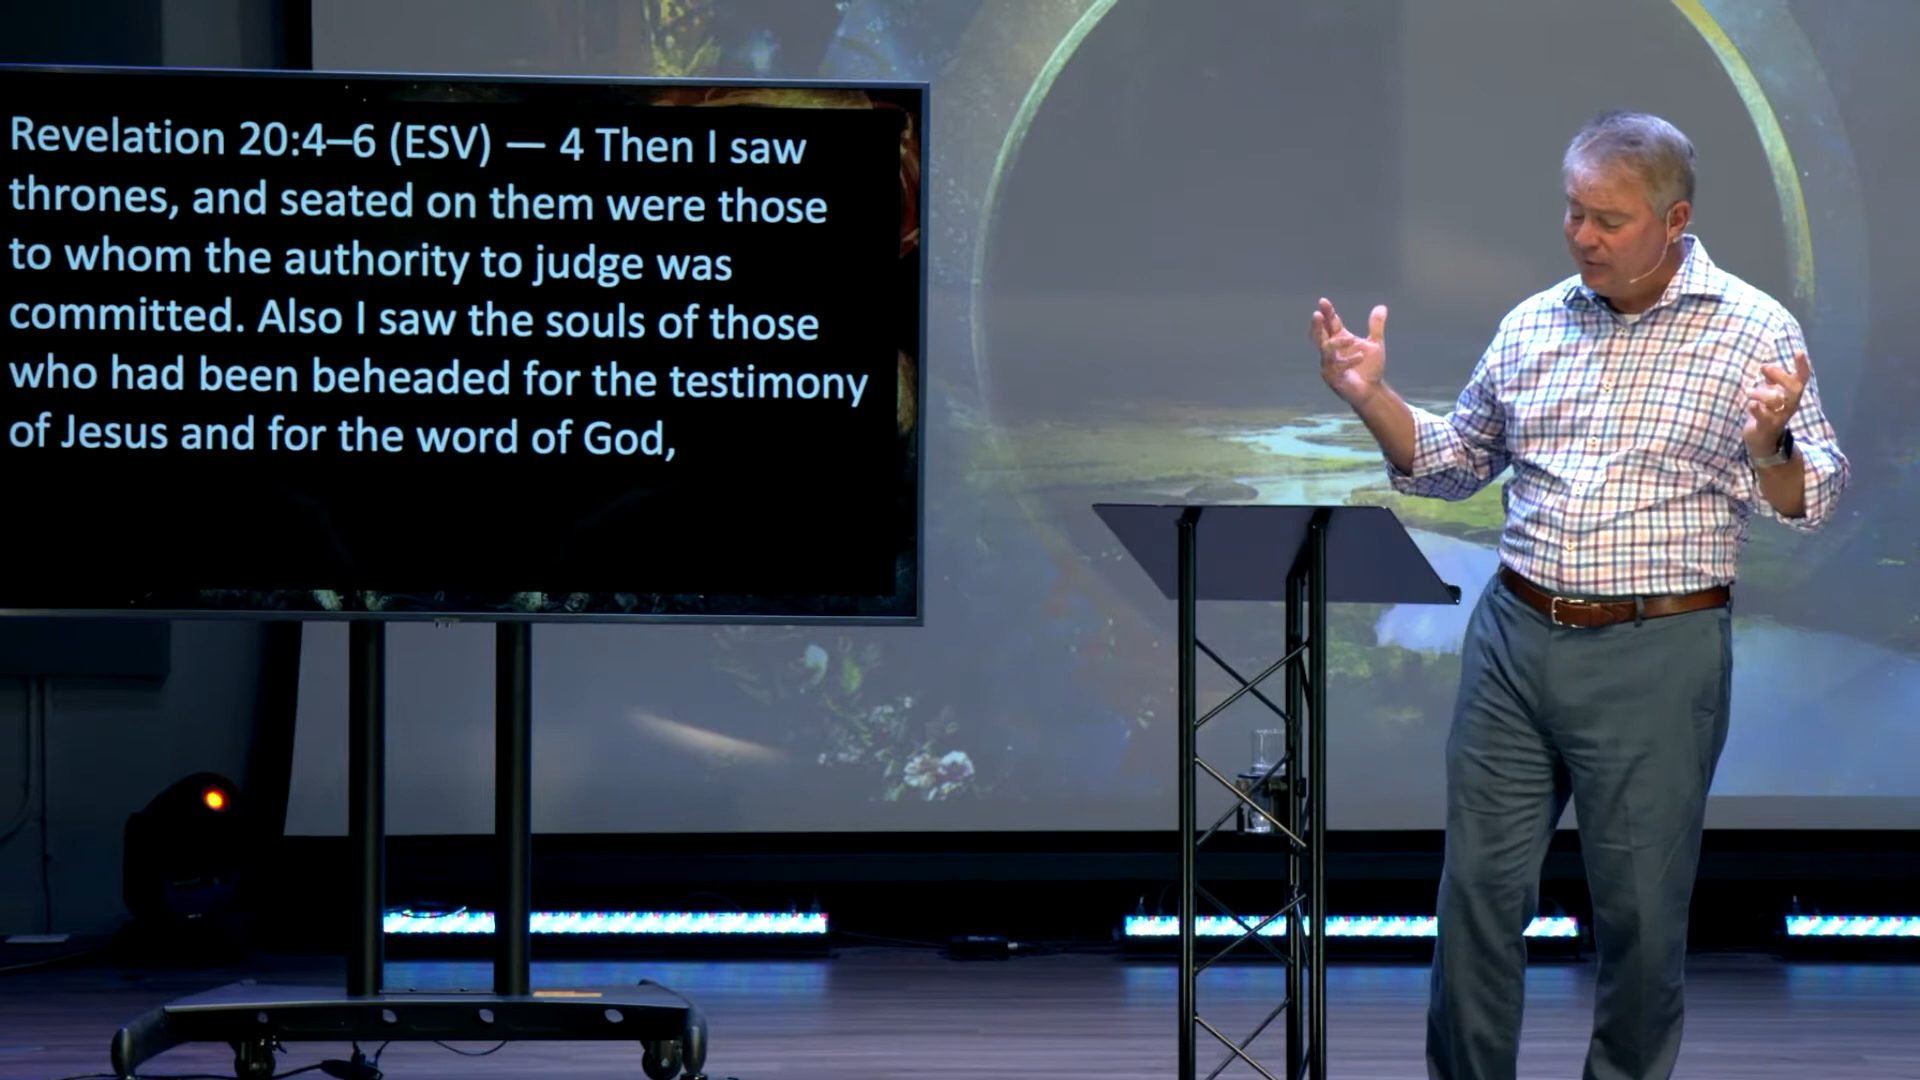 Revelation 20:4–6 (ESV) — 4 Then I saw
thrones, and seated on them were those
to whom the authority to judge was
committed. Also I saw the souls of those
who had been beheaded for the testimony
of Jesus and for the word of God,